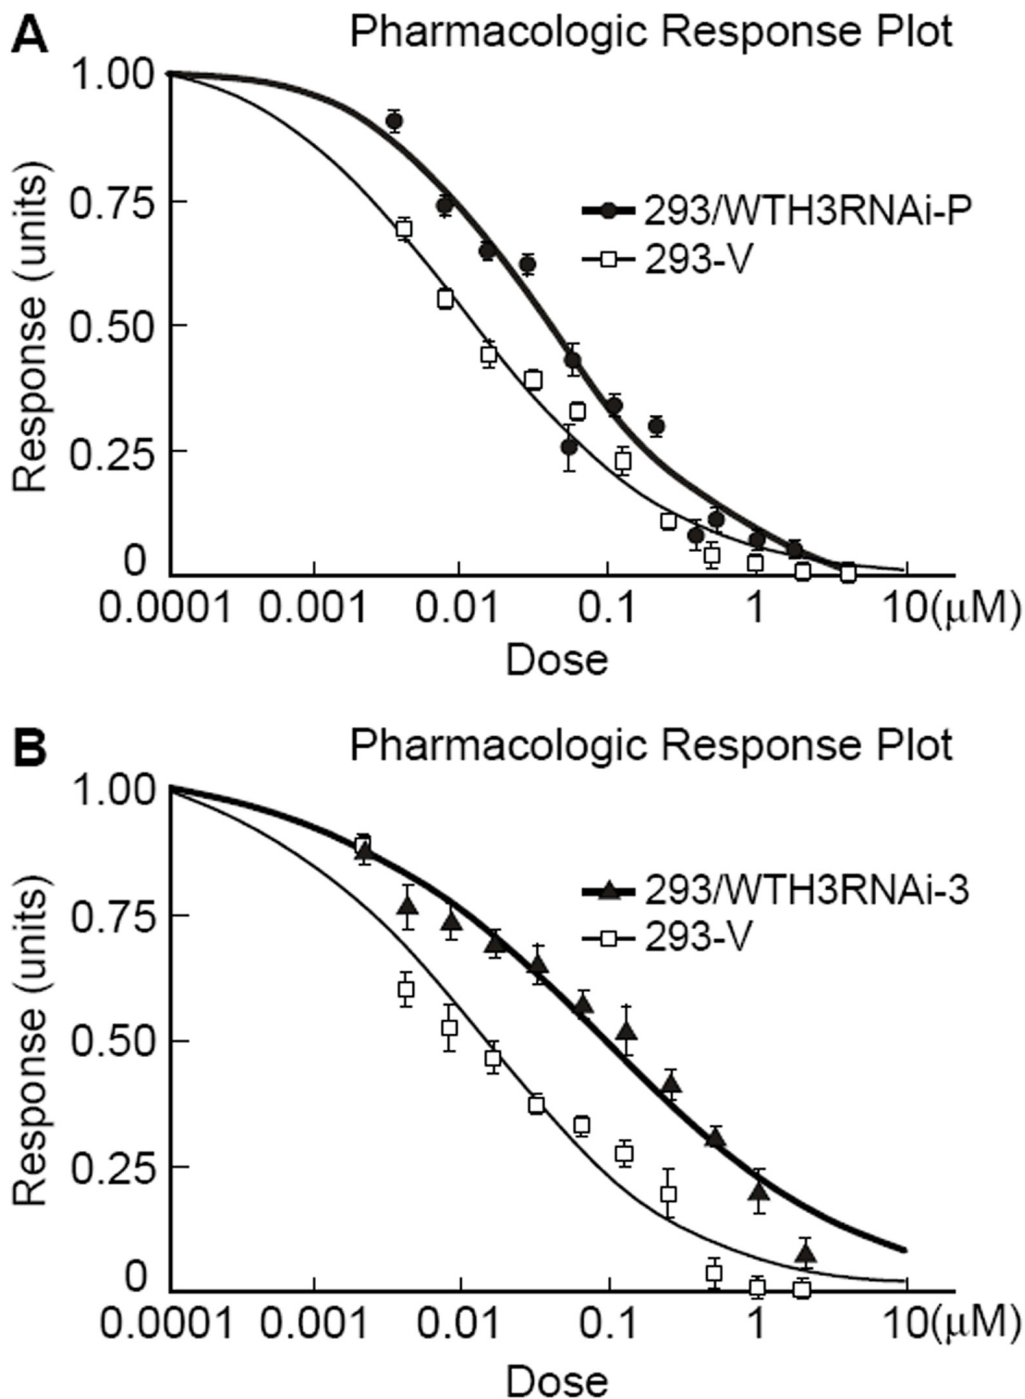 A
Pharmacologic Response Plot
1.00
0.75
0.50
0.25
0
Response (units)
293/WTH3RNAi-P
293-V
0.0001 0.001 0.01 0.1 1 10(μM)
Dose
B
Pharmacologic Response Plot
1.00
0.75
0.50
0.25
0
Response (units)
293/WTH3RNAi-3
293-V
0.0001 0.001 0.01 0.1 1 10(μM)
Dose